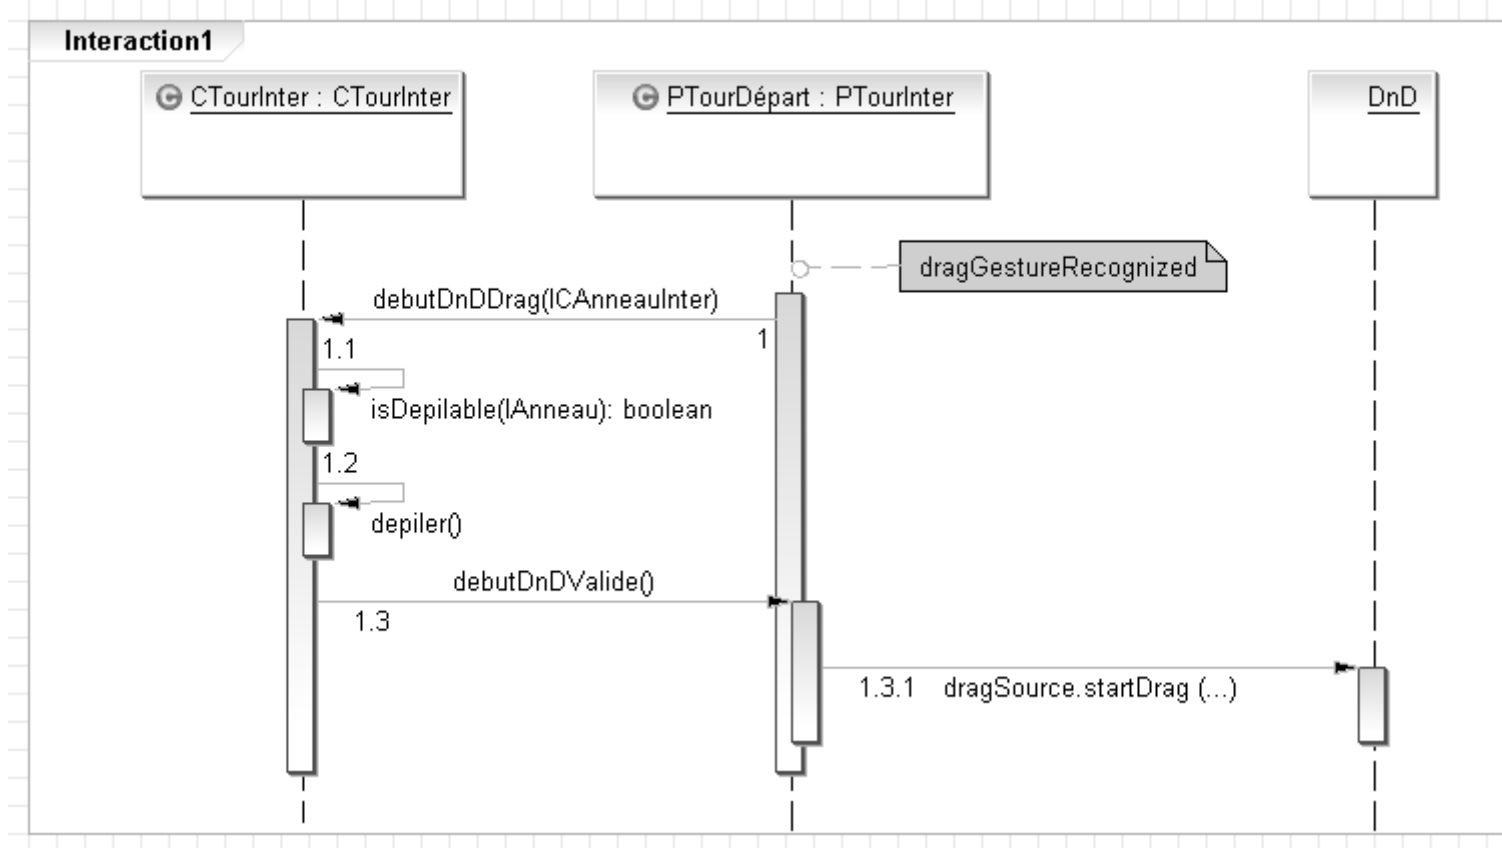 Interaction1
CTourInter : CTourInter
PTourDépart : PTourInter
DnD
dragGestureRecognized
debutDnDDrag(ICAnneauInter)
1
1.1
isDepilable(IAnneau): boolean
1.2
depiler()
debutDnDValide()
1.3
1.3.1 dragSource.startDrag (...)